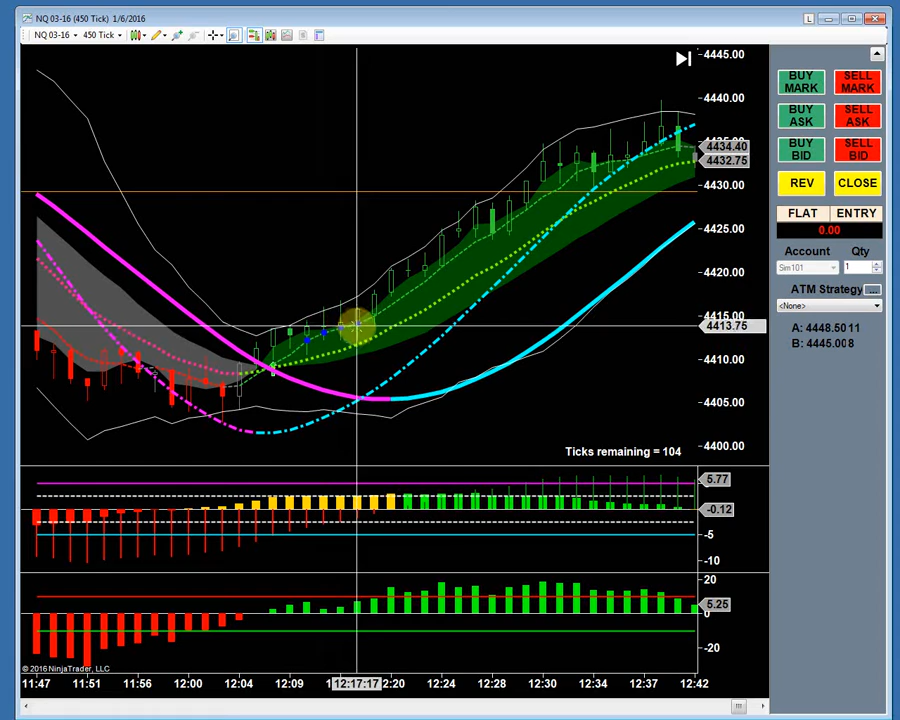 NQ 03-16 (450 Tick) 1/6/2016
L
NQ 03-16
450 Tick
4445.00
4440.00
4434.40
4432.75
4430.00
4425.00
4420.00
4415.00
4413.75
4410.00
4405.00
4400.00
Ticks remaining = 104
5.77
-0.12
-5
-10
20
5.25
0
-20
© 2016 NinjaTrader, LLC
11:47 11:51 11:56 12:00 12:04 12:09 12:17:17 2:20 12:24 12:28 12:30 12:34 12:37 12:42
BUY MARK
SELL MARK
BUY ASK
SELL ASK
BUY BID
SELL BID
REV
CLOSE
FLAT
ENTRY
0.00
Account
Qty
Sim101
1
ATM Strategy
...
<None>
A: 4448.50 11
B: 4445.00 8